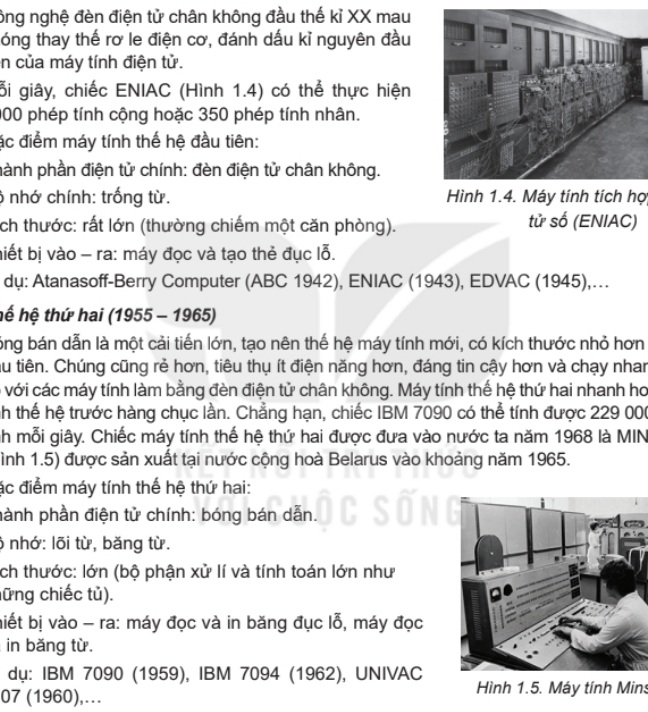 ông nghệ đèn điện tử chân không đầu thế kỉ XX mau
óng thay thế rơ le điện cơ, đánh dấu kỉ nguyên đầu
ên của máy tính điện tử.
ỗi giây, chiếc ENIAC (Hình 1.4) có thể thực hiện
000 phép tính cộng hoặc 350 phép tính nhân.
ặc điểm máy tính thế hệ đầu tiên:
hành phần điện tử chính: đèn điện tử chân không.
ộ nhớ chính: trống từ.
ích thước: rất lớn (thường chiếm một căn phòng).
hiết bị vào – ra: máy đọc và tạo thẻ đục lỗ.
dụ: Atanasoff-Berry Computer (ABC 1942), ENIAC (1943), EDVAC (1945),…
Hình 1.4. Máy tính tích hợp
tử số (ENIAC)
hế hệ thứ hai (1955 – 1965)
óng bán dẫn là một cải tiến lớn, tạo nên thế hệ máy tính mới, có kích thước nhỏ hơn
ầu tiên. Chúng cũng rẻ hơn, tiêu thụ ít điện năng hơn, đáng tin cậy hơn và chạy nhan
o với các máy tính làm bằng đèn điện tử chân không. Máy tính thế hệ thứ hai nhanh hơ
nh thế hệ trước hàng chục lần. Chẳng hạn, chiếc IBM 7090 có thể tính được 229 000
nh mỗi giây. Chiếc máy tính thế hệ thứ hai được đưa vào nước ta năm 1968 là MIN
ình 1.5) được sản xuất tại nước cộng hoà Belarus vào khoảng năm 1965.
KẾT NỐI TRI THỨC
VỚI CUỘC SỐNG
ặc điểm máy tính thế hệ thứ hai:
hành phần điện tử chính: bóng bán dẫn.
ộ nhớ: lõi từ, băng từ.
ích thước: lớn (bộ phận xử lí và tính toán lớn như
hững chiếc tủ).
hiết bị vào – ra: máy đọc và in băng đục lỗ, máy đọc
à in băng từ.
dụ: IBM 7090 (1959), IBM 7094 (1962), UNIVAC
07 (1960),…
Hình 1.5. Máy tính Mins